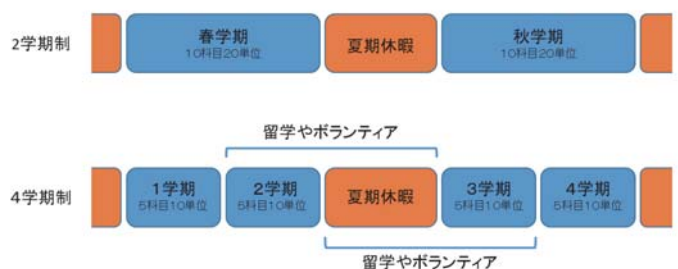 2学期制
春学期
10科目20単位
夏期休暇
秋学期
10科目20単位
留学やボランティア
4学期制
1学期
5科目10単位
2学期
5科目10単位
夏期休暇
3学期
5科目10単位
4学期
5科目10単位
留学やボランティア